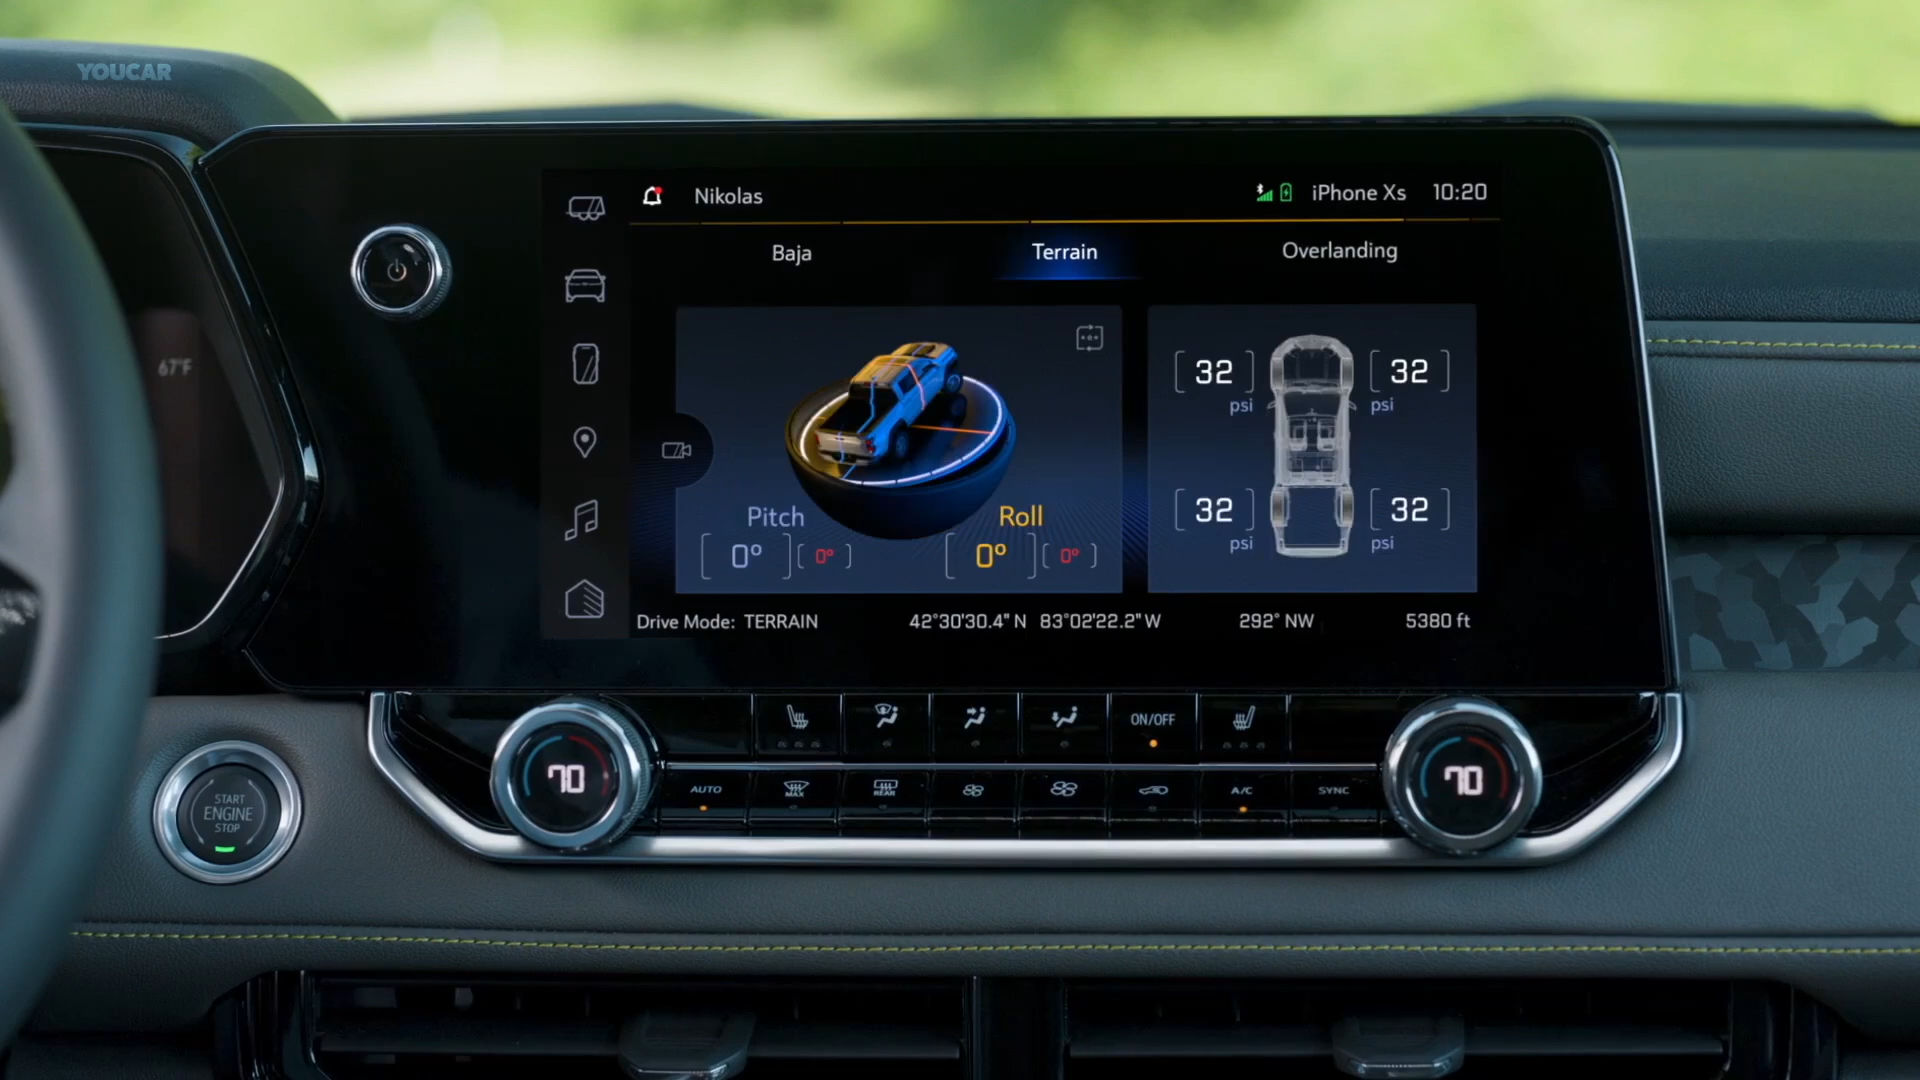 YOUCAR
67°F
Nikolas
iPhone Xs 10:20
Baja
Terrain
Overlanding
32 psi
32 psi
Pitch
0° 0°
Roll
0° 0°
32 psi
32 psi
Drive Mode: TERRAIN
42°30'30.4" N 83°02'22.2" W
292° NW
5380 ft
ON/OFF
70
AUTO
MAX
REAR
A/C
SYNC
70
START
ENGINE
STOP